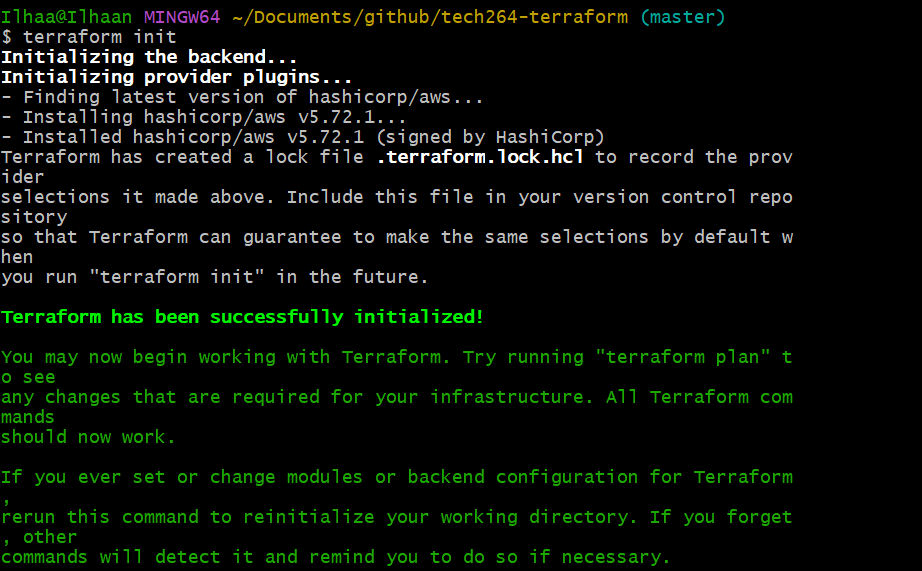 Ilhaa@Ilhaan MINGW64 ~/Documents/github/tech264-terraform (master)
$ terraform init
Initializing the backend...
Initializing provider plugins...
- Finding latest version of hashicorp/aws...
- Installing hashicorp/aws v5.72.1...
- Installed hashicorp/aws v5.72.1 (signed by HashiCorp)
Terraform has created a lock file .terraform.lock.hcl to record the prov
ider
selections it made above. Include this file in your version control repo
sitory
so that Terraform can guarantee to make the same selections by default w
hen
you run "terraform init" in the future.
Terraform has been successfully initialized!
You may now begin working with Terraform. Try running "terraform plan" t
o see
any changes that are required for your infrastructure. All Terraform com
mands
should now work.
If you ever set or change modules or backend configuration for Terraform
,
rerun this command to reinitialize your working directory. If you forget
, other
commands will detect it and remind you to do so if necessary.